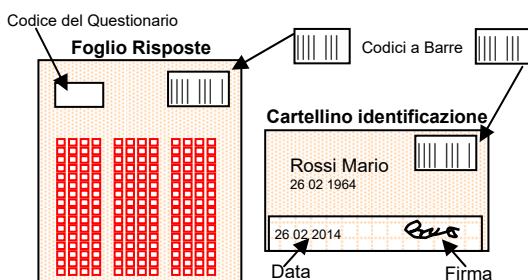 Codice del Questionario
Foglio Risposte
Codici a Barre
Cartellino identificazione
Rossi Mario
26 02 1964
26 02 2014
Data
Firma